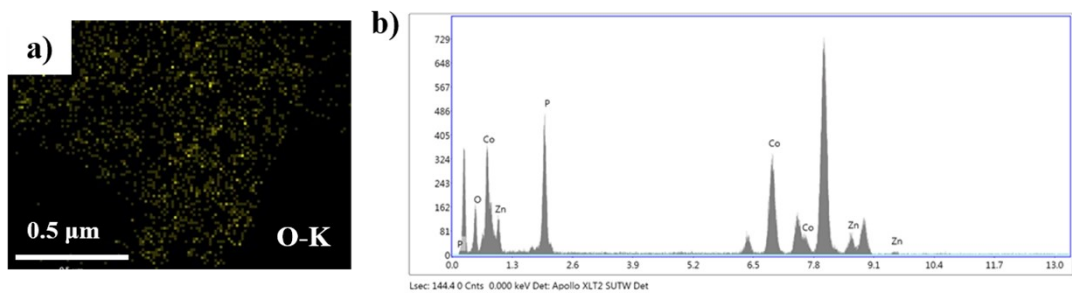 a)
0.5 μm
O-K
b)
729
648
567
486
405
324
243
162
81
0
P
O
Co
Zn
P
Co
Co
Zn
Zn
0.0 1.3 2.6 3.9 5.2 6.5 7.8 9.1 10.4 11.7 13.0
Lsec: 144.4 0 Cnts 0.000 keV Det: Apollo XLT2 SUTW Det